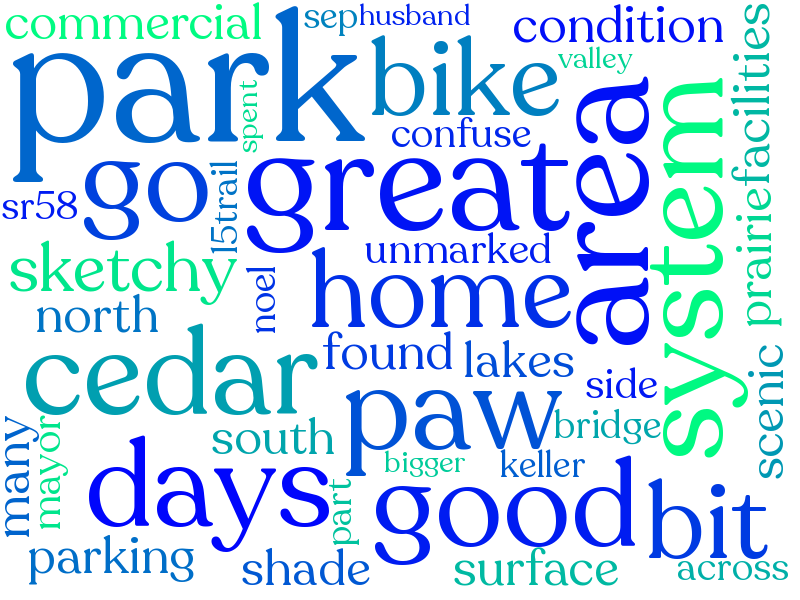 commercial
sep
husband
condition
park
bike
valley
confuse
spent
area
system
facilities
prairie
go
great
sr58
15trail
unmarked
sketchy
noel
home
north
found
lakes
cedar
side
scenic
paw
bridge
many
mayor
south
days
bigger
keller
part
good
bit
parking
shade
surface
across